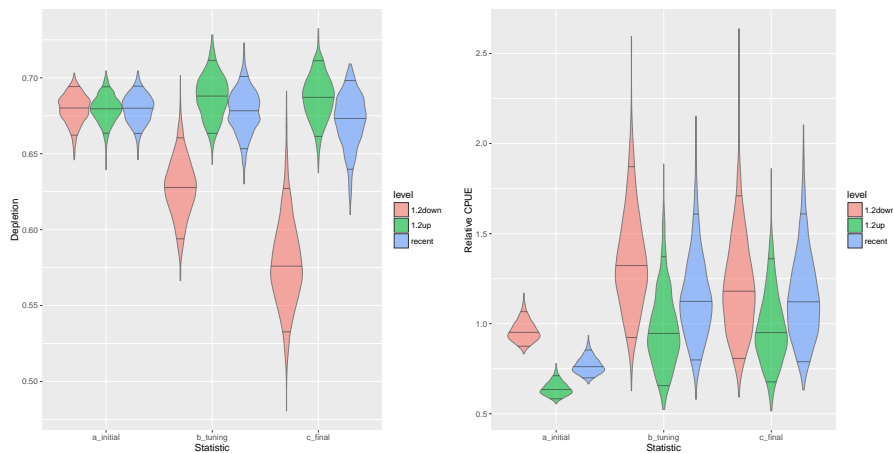 Depletion
0.70
0.65
0.60
0.55
0.50
a_initial
b_tuning
c_final
Statistic
level
1.2down
1.2up
recent
Relative CPUE
2.5
2.0
1.5
1.0
0.5
a_initial
b_tuning
c_final
Statistic
level
1.2down
1.2up
recent